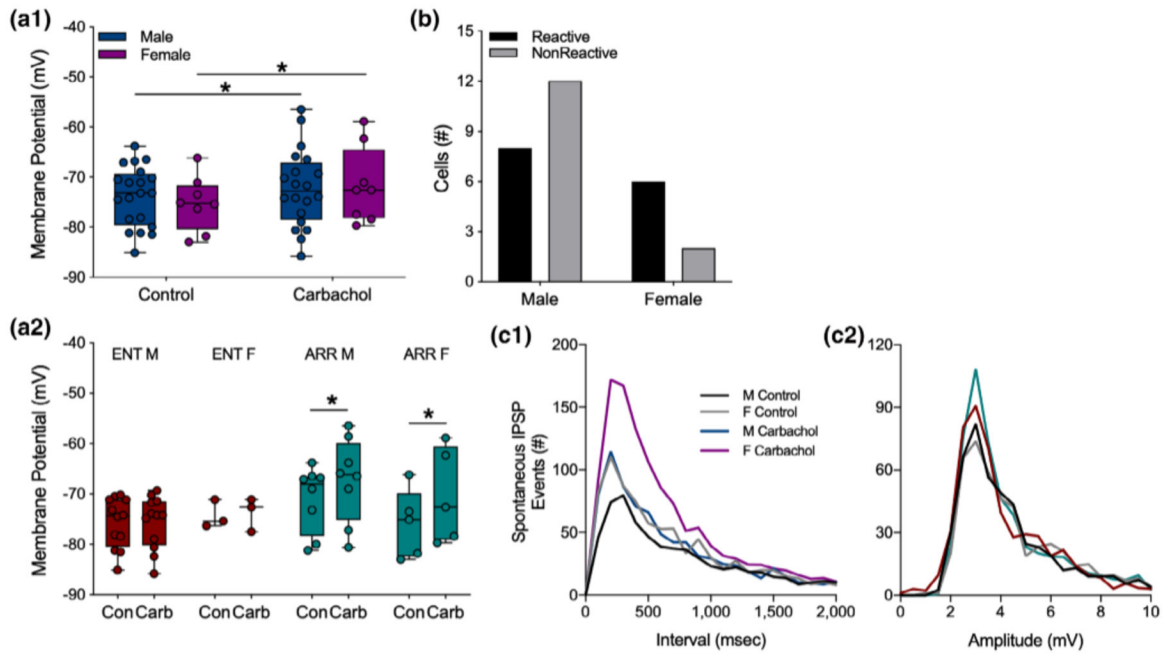 (a1)
-40
-50
-60
-70
-80
-90
Membrane Potential (mV)
Male
Female
*
*
Control
Carbachol
(b)
15
12
9
6
3
0
Cells (#)
Reactive
NonReactive
Male
Female
(a2)
-40
-50
-60
-70
-80
-90
Membrane Potential (mV)
ENT M
ENT F
ARR M
ARR F
*
*
Con Carb
Con Carb
Con Carb
Con Carb
(c1)
200
150
100
50
0
Spontaneous IPSP
Events (#)
M Control
F Control
M Carbachol
F Carbachol
0
500
1,000
1,500
2,000
Interval (msec)
(c2)
120
90
60
30
0
0
2
4
6
8
10
Amplitude (mV)